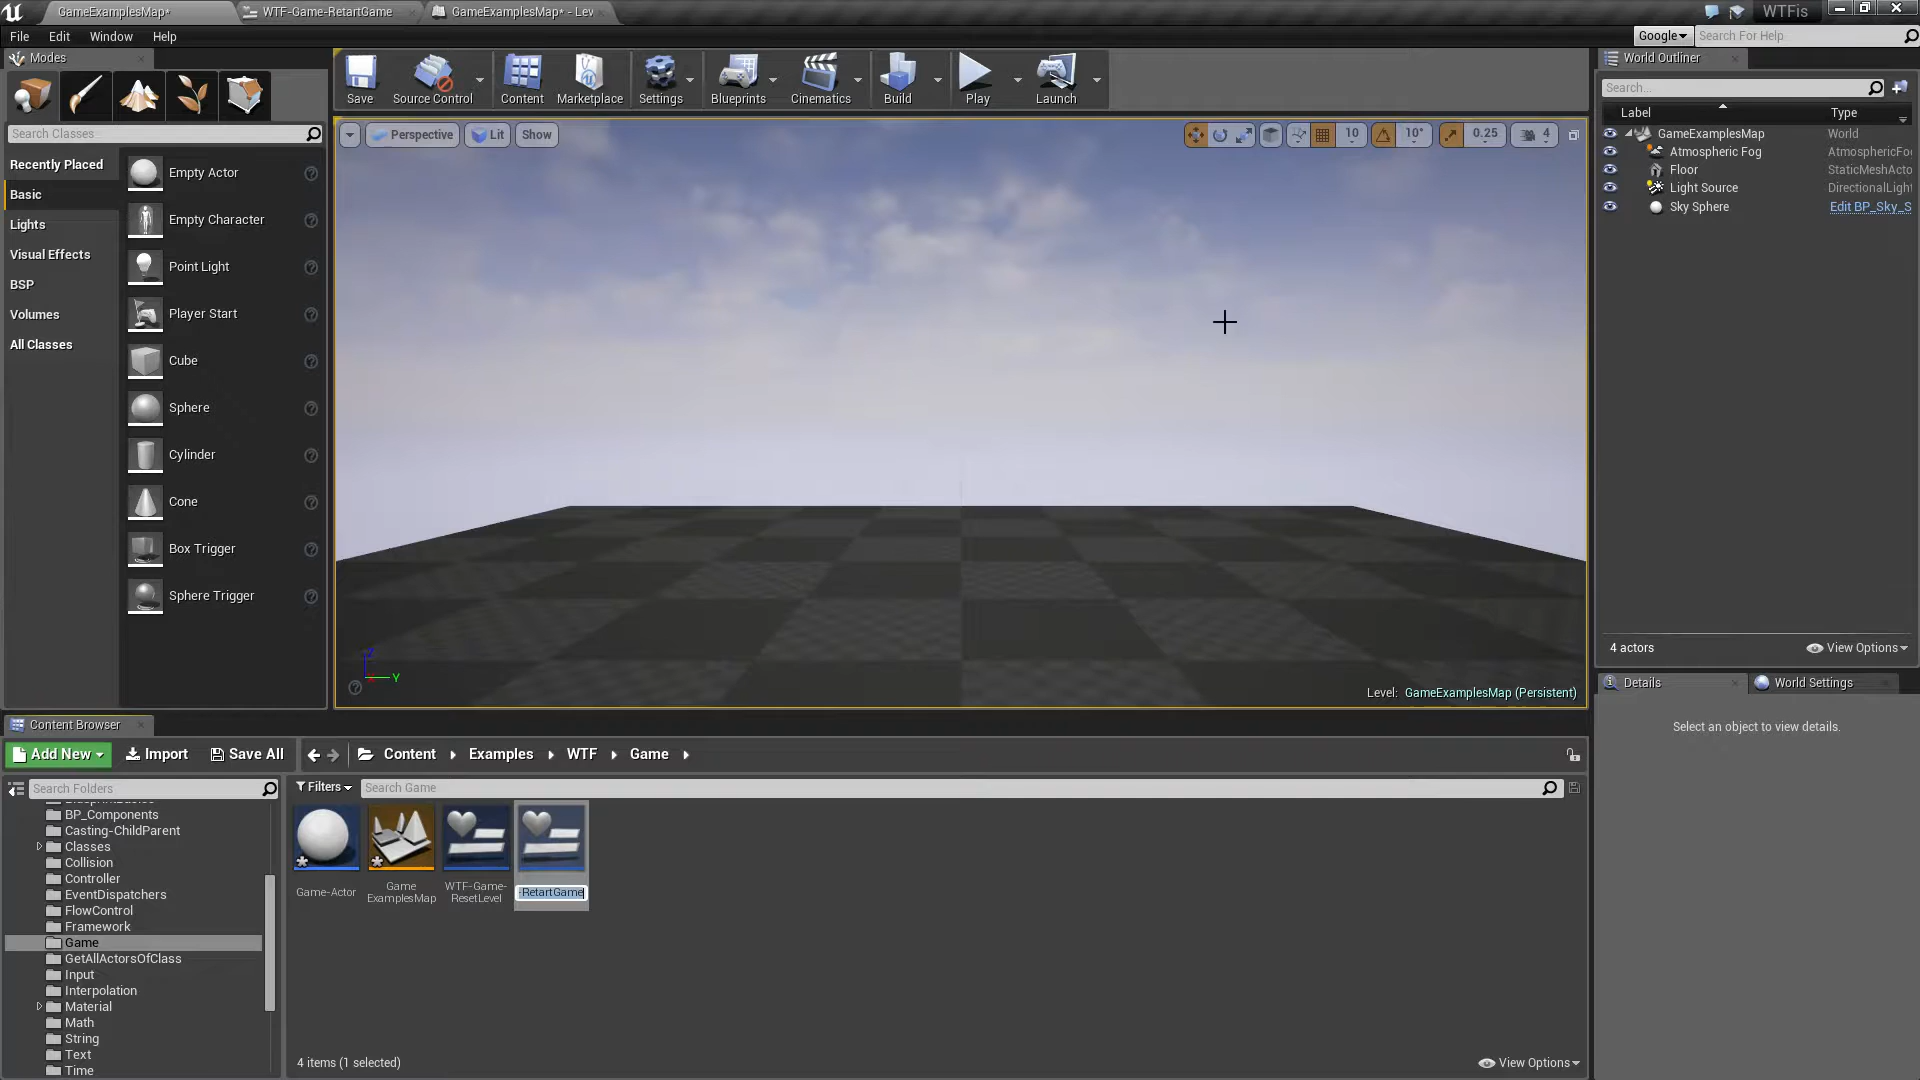 GameExamplesMap*
WTF-Game-RetartGame
GameExamplesMap* - Lev
WTFis
File Edit Window Help
Google
Search For Help
Modes
Save
Source Control
Content
Marketplace
Settings
Blueprints
Cinematics
Build
Play
Launch
World Outliner
Search...
Label Type
GameExamplesMap World
Atmospheric Fog AtmosphericFog
Floor StaticMeshActo
Light Source DirectionalLight
Sky Sphere Edit BP_Sky_S
4 actors
View Options
Search Classes
Recently Placed
Basic
Lights
Visual Effects
BSP
Volumes
All Classes
Empty Actor
Empty Character
Point Light
Player Start
Cube
Sphere
Cylinder
Cone
Box Trigger
Sphere Trigger
Perspective
Lit
Show
10
10°
0.25
4
Z
Y
Level: GameExamplesMap (Persistent)
Details
World Settings
Select an object to view details.
Content Browser
Add New
Import
Save All
Content
Examples
WTF
Game
Search Folders
Filters
Search Game
BP_Components
Casting-ChildParent
Classes
Collision
Controller
EventDispatchers
FlowControl
Framework
Game
GetAllActorsOfClass
Input
Interpolation
Material
Math
String
Text
Time
Game-Actor
Game
ExamplesMap
WTF-Game-
ResetLevel
-RetartGame
4 items (1 selected)
View Options